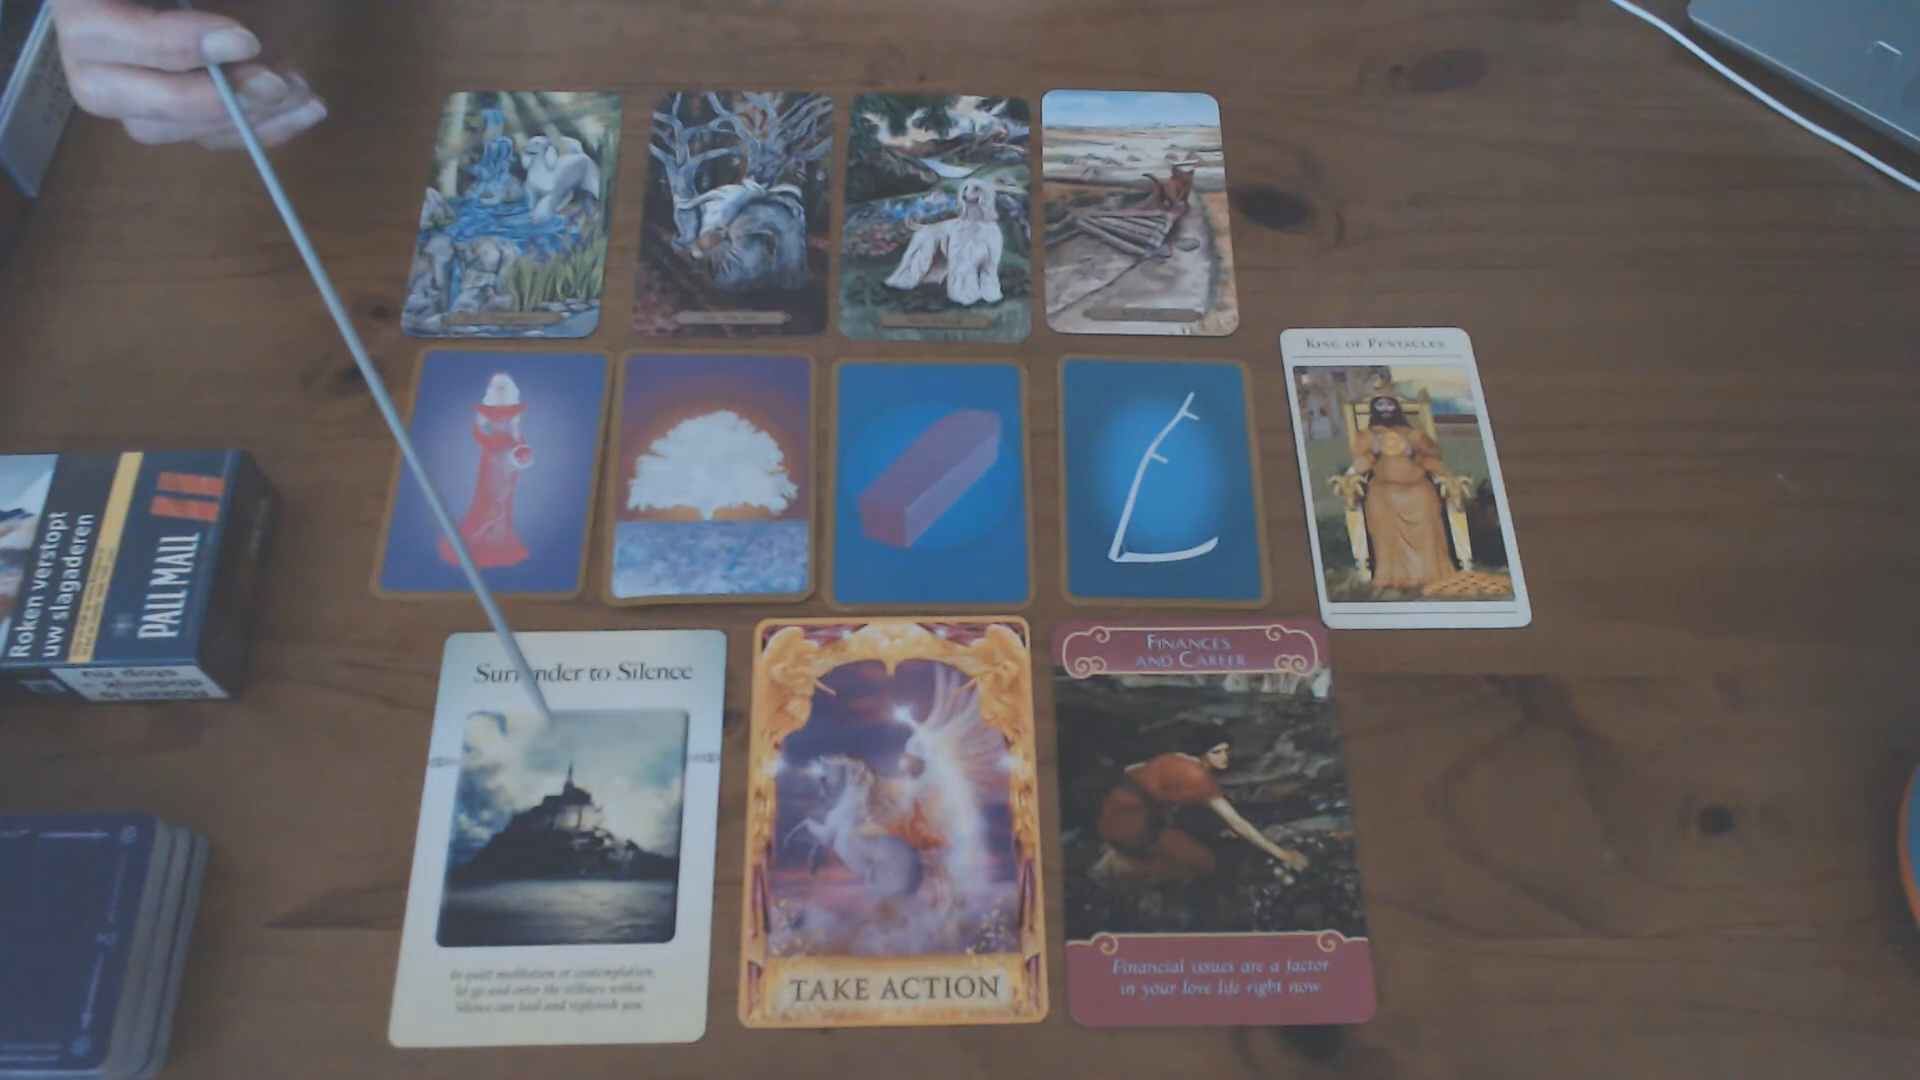 KING OF PENTACLES
Roken verstopt
uw slagaderen
PALL MALL
Surrender to Silence
In quiet meditation or contemplation,
let go and enter the stillness within.
Silence can heal and replenish you.
TAKE ACTION
FINANCES
AND CAREER
Financial issues are a factor
in your love life right now